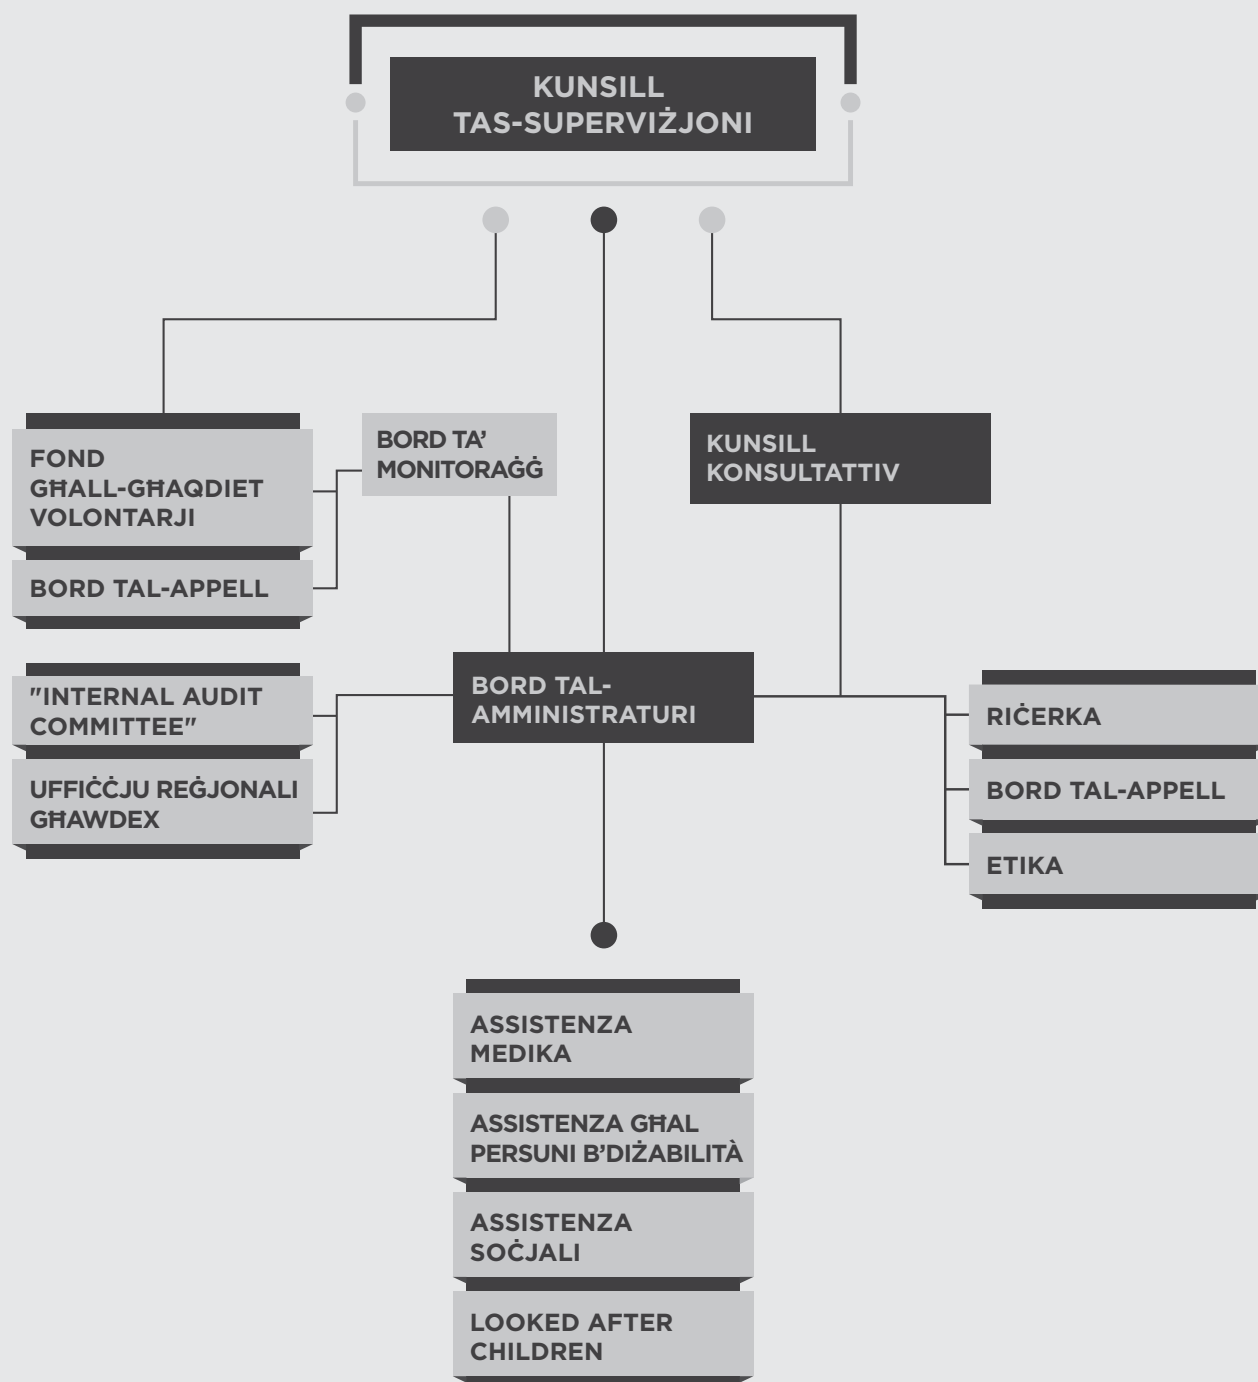 KUNSILL
TAS-SUPERVIŻJONI
FOND
GĦALL-GĦAQDIET
VOLONTARJI
BORD TAL-APPELL
BORD TA’
MONITORAĠĠ
KUNSILL
KONSULTATTIV
"INTERNAL AUDIT
COMMITTEE"
UFFIĊĊJU REĠJONALI
GĦAWDEX
BORD TAL-
AMMINISTRATURI
RIĊERKA
BORD TAL-APPELL
ETIKA
ASSISTENZA
MEDIKA
ASSISTENZA GĦAL
PERSUNI B’DIŻABILITÀ
ASSISTENZA
SOĊJALI
LOOKED AFTER
CHILDREN